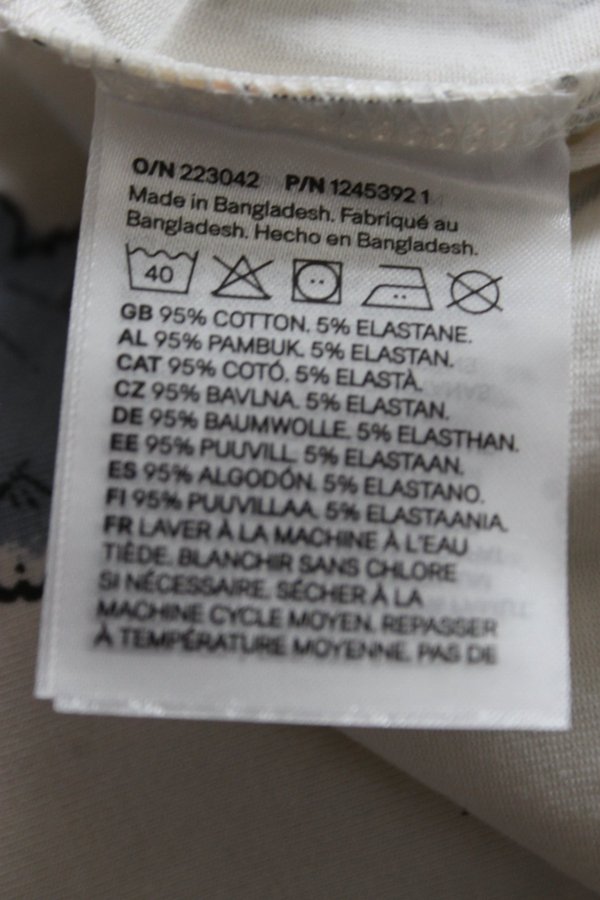 O/N 223042 P/N 1245392 1
Made in Bangladesh. Fabriqué au
Bangladesh. Hecho en Bangladesh.
40
GB 95% COTTON. 5% ELASTANE.
AL 95% PAMBUK. 5% ELASTAN.
CAT 95% COTÓ. 5% ELASTÀ.
CZ 95% BAVLNA. 5% ELASTAN.
DE 95% BAUMWOLLE. 5% ELASTHAN.
EE 95% PUUVILL. 5% ELASTAAN.
ES 95% ALGODÓN. 5% ELASTANO.
FI 95% PUUVILLAA. 5% ELASTAANIA.
FR LAVER À LA MACHINE À L'EAU
TIÈDE. BLANCHIR SANS CHLORE
SI NÉCESSAIRE. SÉCHER À LA
MACHINE CYCLE MOYEN. REPASSER
À TEMPÉRATURE MOYENNE. PAS DE